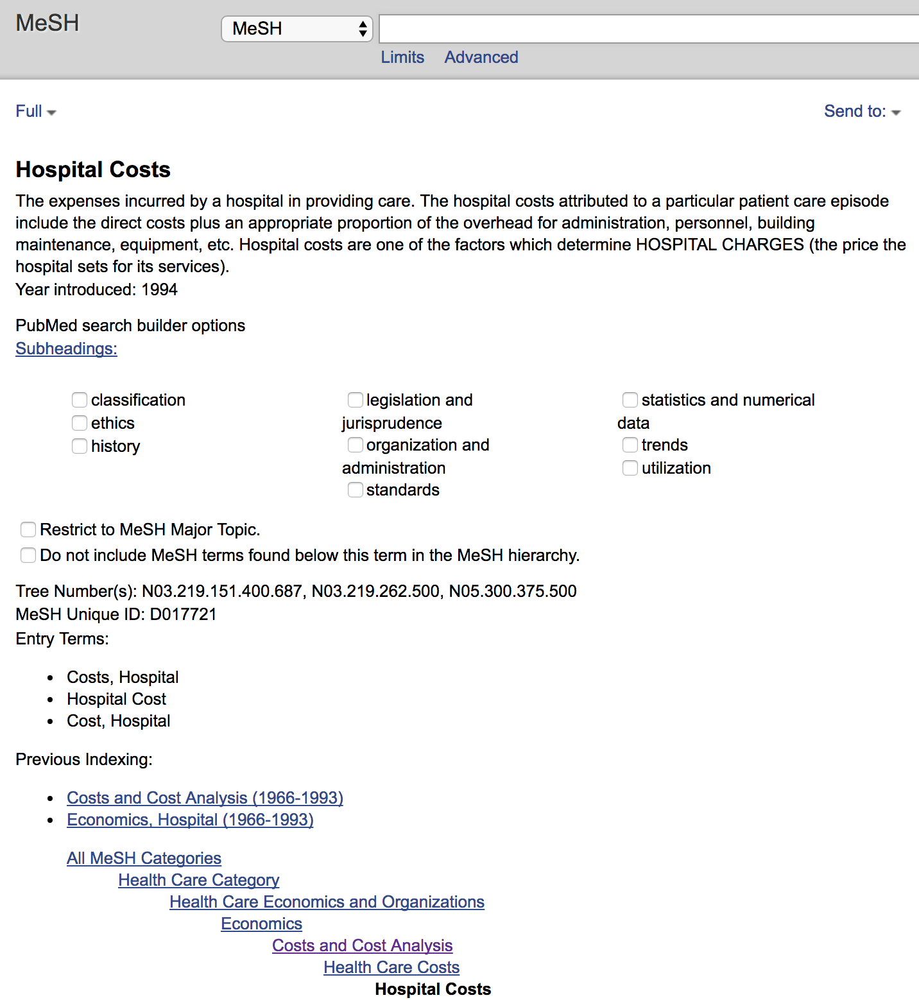 MeSH
MeSH
Limits Advanced
Full
Send to:
Hospital Costs
The expenses incurred by a hospital in providing care. The hospital costs attributed to a particular patient care episode
include the direct costs plus an appropriate proportion of the overhead for administration, personnel, building
maintenance, equipment, etc. Hospital costs are one of the factors which determine HOSPITAL CHARGES (the price the
hospital sets for its services).
Year introduced: 1994
PubMed search builder options
Subheadings:
classification
ethics
history
legislation and
jurisprudence
organization and
administration
standards
statistics and numerical
data
trends
utilization
Restrict to MeSH Major Topic.
Do not include MeSH terms found below this term in the MeSH hierarchy.
Tree Number(s): N03.219.151.400.687, N03.219.262.500, N05.300.375.500
MeSH Unique ID: D017721
Entry Terms:
• Costs, Hospital
• Hospital Cost
• Cost, Hospital
Previous Indexing:
• Costs and Cost Analysis (1966-1993)
• Economics, Hospital (1966-1993)
All MeSH Categories
Health Care Category
Health Care Economics and Organizations
Economics
Costs and Cost Analysis
Health Care Costs
Hospital Costs